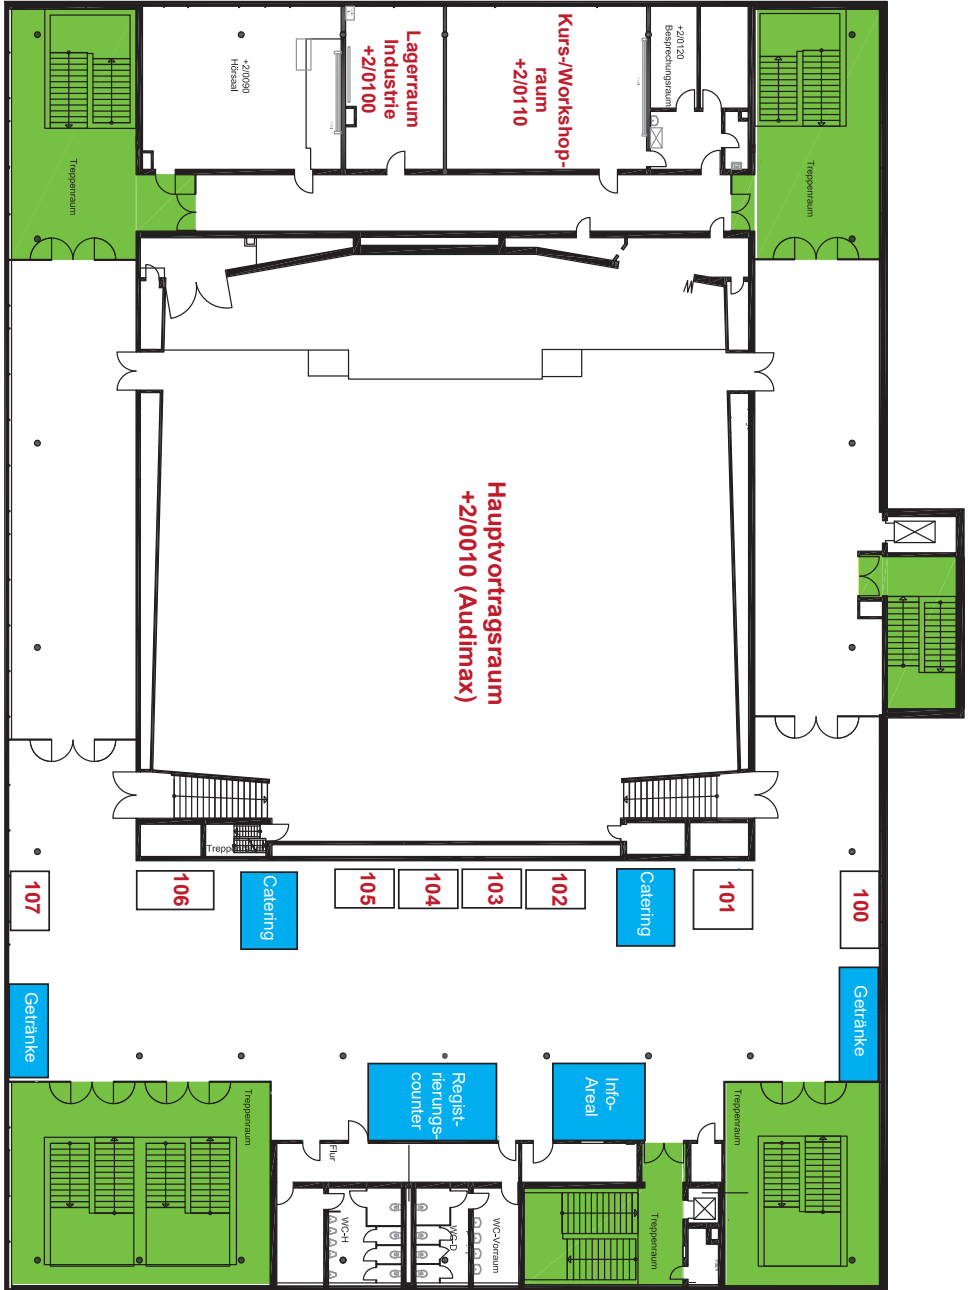 +2/0090
Hörsaal
Lagerraum
Industrie
+2/0100
Kurs-/Workshop-
raum
+2/0110
+2/0120
Besprechungsraum
Treppenraum
Treppenraum
Hauptvortragsraum
+2/0010 (Audimax)
107
106
Catering
105
104
103
102
Catering
101
100
Getränke
Getränke
Regist-
rierungs-
counter
Info-
Areal
Treppenraum
Treppenraum
Flur
WC-H
WC-D
WC-Vorraum
Treppenraum